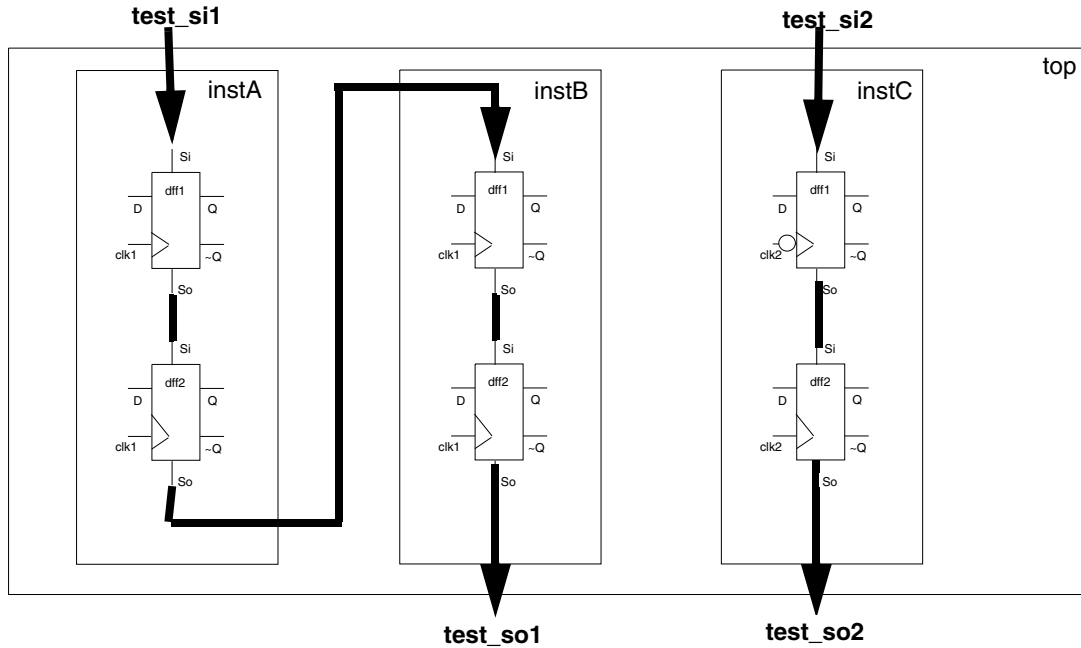 test_si1
test_si2
top
instA
instB
instC
Si
Si
Si
dff1
dff1
dff1
D
Q
D
Q
D
Q
clk1
~Q
clk1
~Q
clk2
~Q
So
So
So
Si
Si
Si
dff2
dff2
dff2
D
Q
D
Q
D
Q
clk1
~Q
clk1
~Q
clk2
~Q
So
So
So
test_so1
test_so2